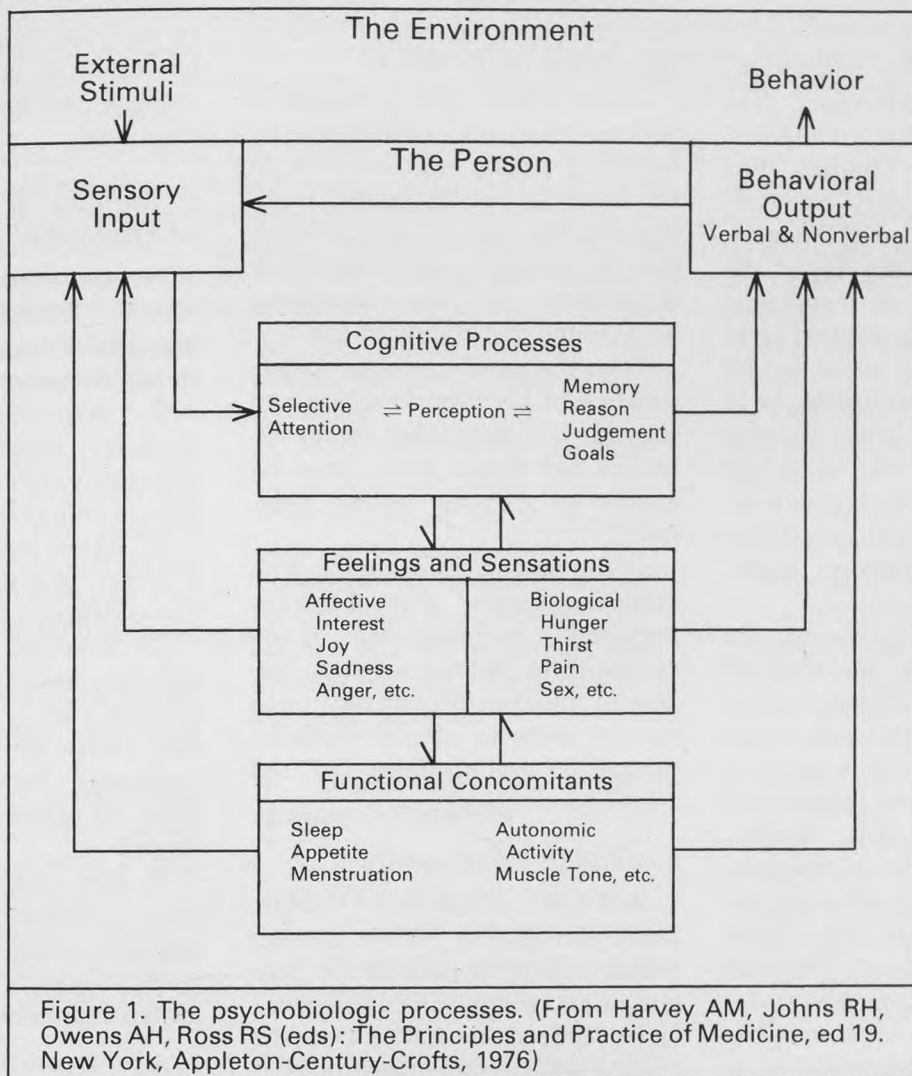 The Environment
External
Stimuli
Behavior
The Person
Sensory
Input
Behavioral
Output
Verbal & Nonverbal
Cognitive Processes
Selective
Attention
⇌ Perception ⇌
Memory
Reason
Judgement
Goals
Feelings and Sensations
Affective
Interest
Joy
Sadness
Anger, etc.
Biological
Hunger
Thirst
Pain
Sex, etc.
Functional Concomitants
Sleep
Appetite
Menstruation
Autonomic
Activity
Muscle Tone, etc.
Figure 1. The psychobiologic processes. (From Harvey AM, Johns RH,
Owens AH, Ross RS (eds): The Principles and Practice of Medicine, ed 19.
New York, Appleton-Century-Crofts, 1976)